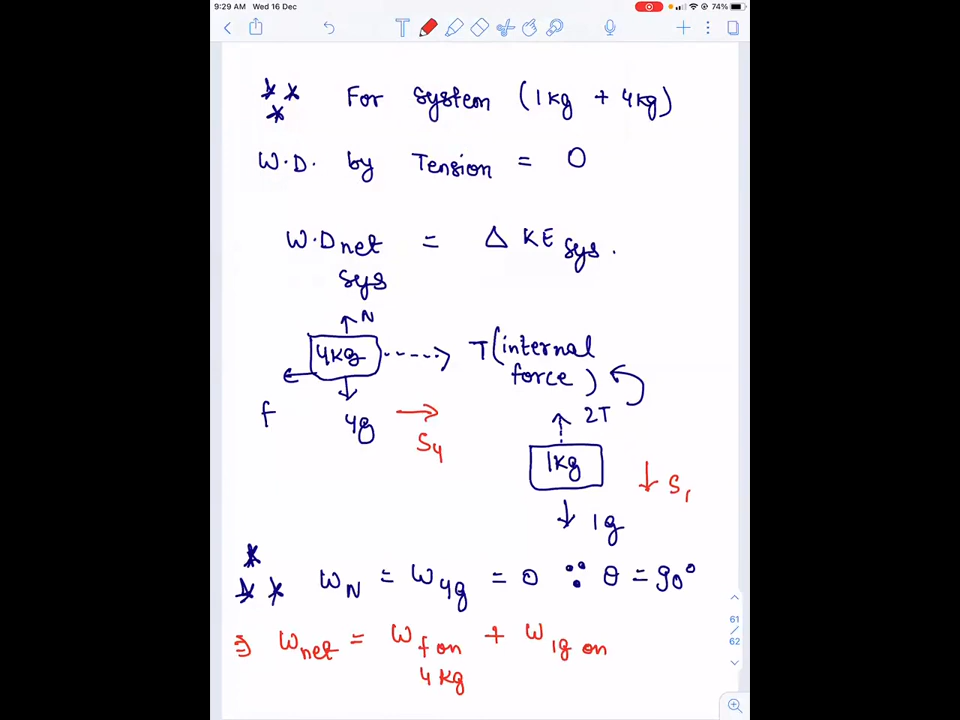 9:29 AM Wed 16 Dec
74%
T
For system (1kg + 4kg)
W.D. by Tension = 0
W.Dnet = Δ KE sys.
sys
N
4kg
T(internal
force)
f
4g
S4
2T
1kg
S1
1g
WN = W4g = 0 ∵ θ = 90°
⇒ Wnet = Wf on + W1g on
4kg
61
/
62